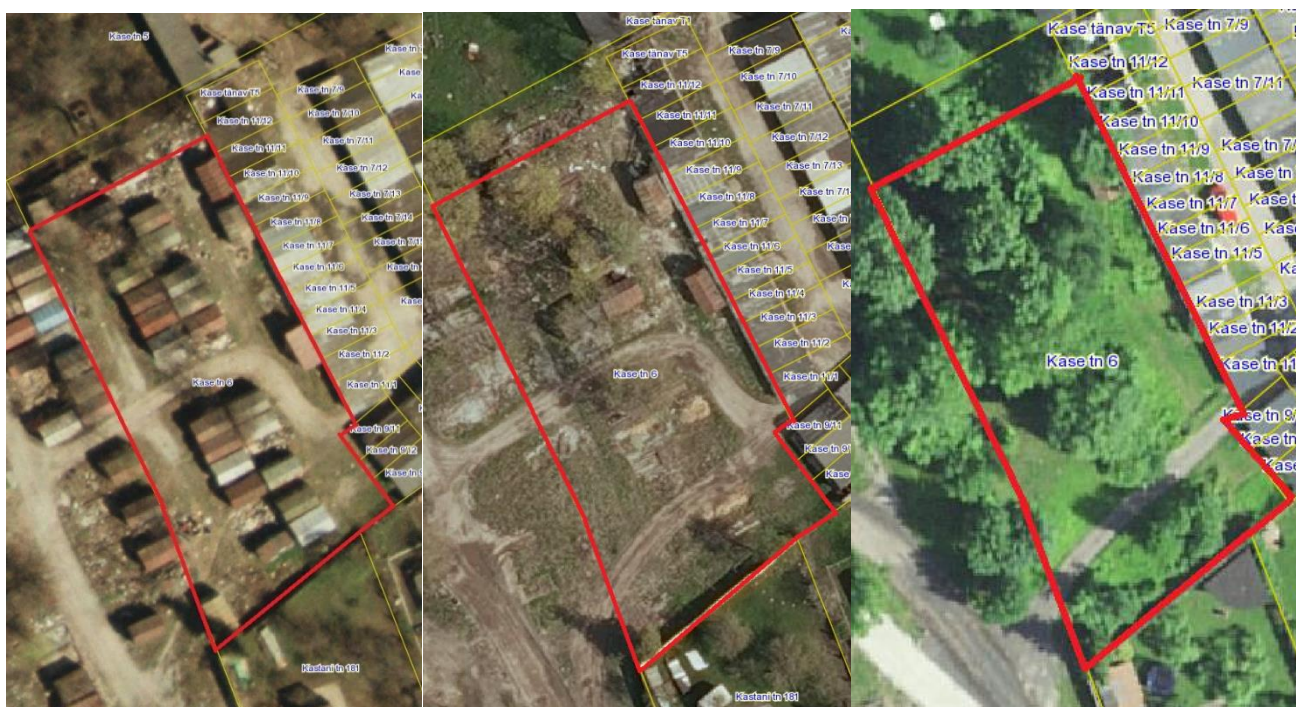 Kase tn 5
Kase tänav T5
Kase tn 7/9
Kase tn 11/12
Kase tn 7/10
Kase tn 11/11
Kase tn 7/11
Kase tn 11/10
Kase tn 7/12
Kase tn 11/9
Kase tn 7/13
Kase tn 11/8
Kase tn 7/14
Kase tn 11/7
Kase tn 11/6
Kase tn 11/5
Kase tn 11/4
Kase tn 11/3
Kase tn 11/2
Kase tn 11/1
Kase tn 6
Kase tn 9/11
Kase tn 9/12
Kastani tn 181
Kase tänav T1
Kase tänav T5
Kase tn 7/9
Kase tn 11/12
Kase tn 7/10
Kase tn 11/11
Kase tn 7/11
Kase tn 11/10
Kase tn 7/12
Kase tn 11/9
Kase tn 7/13
Kase tn 11/8
Kase tn 11/7
Kase tn 11/6
Kase tn 11/5
Kase tn 11/4
Kase tn 11/3
Kase tn 11/2
Kase tn 11/1
Kase tn 6
Kase tn 9/11
Kastani tn 181
Kase tänav T5
Kase tn 7/9
Kase tn 11/12
Kase tn 7/11
Kase tn 11/11
Kase tn 11/10
Kase tn 11/9
Kase tn 11/8
Kase tn 11/7
Kase tn 11/6
Kase tn 11/5
Kase tn 11/3
Kase tn 11/2
Kase tn 6